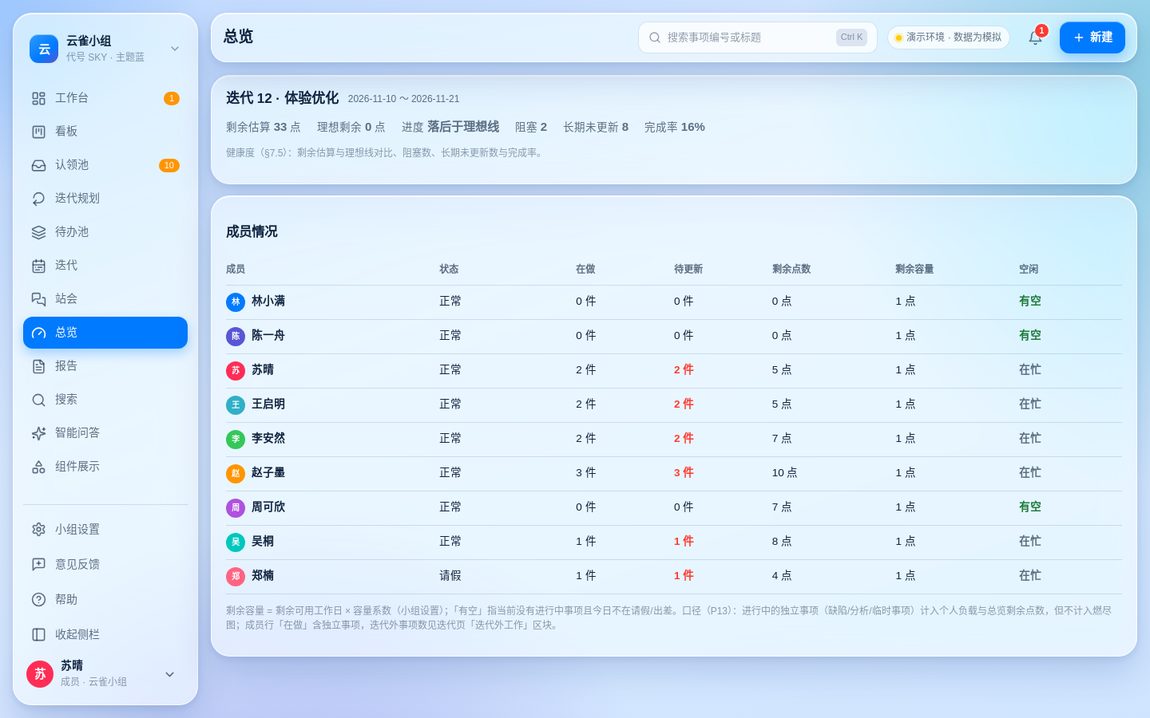 云
云雀小组
代号 SKY · 主题蓝
工作台 1
看板
认领池 10
迭代规划
待办池
迭代
站会
总览
报告
搜索
智能问答
组件展示
小组设置
意见反馈
帮助
收起侧栏
苏 苏晴
成员 · 云雀小组
总览
搜索事项编号或标题 Ctrl K
演示环境 · 数据为模拟
1
新建
迭代 12 · 体验优化 2026-11-10 ～ 2026-11-21
剩余估算 33 点 理想剩余 0 点 进度 落后于理想线 阻塞 2 长期未更新 8 完成率 16%
健康度（§7.5）：剩余估算与理想线对比、阻塞数、长期未更新数与完成率。
成员情况
成员 状态 在做 待更新 剩余点数 剩余容量 空闲
林 林小满 正常 0 件 0 件 0 点 1 点 有空
陈 陈一舟 正常 0 件 0 件 0 点 1 点 有空
苏 苏晴 正常 2 件 2 件 5 点 1 点 在忙
王 王启明 正常 2 件 2 件 5 点 1 点 在忙
李 李安然 正常 2 件 2 件 7 点 1 点 在忙
赵 赵子墨 正常 3 件 3 件 10 点 1 点 在忙
周 周可欣 正常 0 件 0 件 7 点 1 点 有空
吴 吴桐 正常 1 件 1 件 8 点 1 点 在忙
郑 郑楠 请假 1 件 1 件 4 点 1 点 在忙
剩余容量 = 剩余可用工作日 × 容量系数（小组设置）；「有空」指当前没有进行中事项且今日不在请假/出差。口径（P13）：进行中的独立事项（缺陷/分析/临时事项）计入个人负载与总览剩余点数，但不计入燃尽
图；成员行「在做」含独立事项，迭代外事项数见迭代页「迭代外工作」区块。